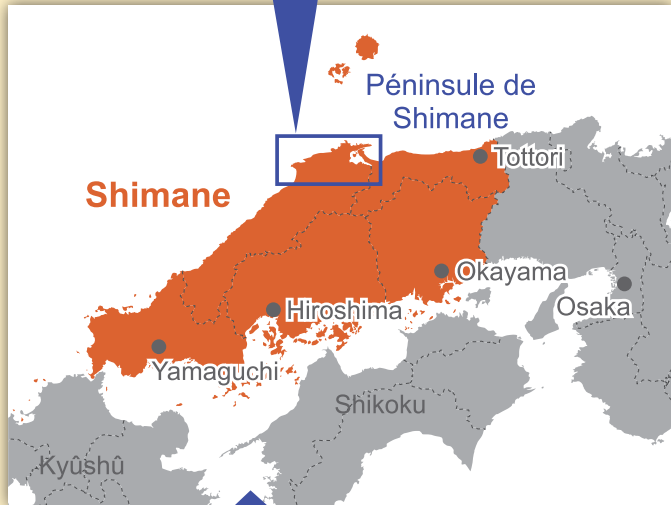 Péninsule de
Shimane
Tottori
Shimane
Okayama
Osaka
Hiroshima
Yamaguchi
Shikoku
Kyûshû